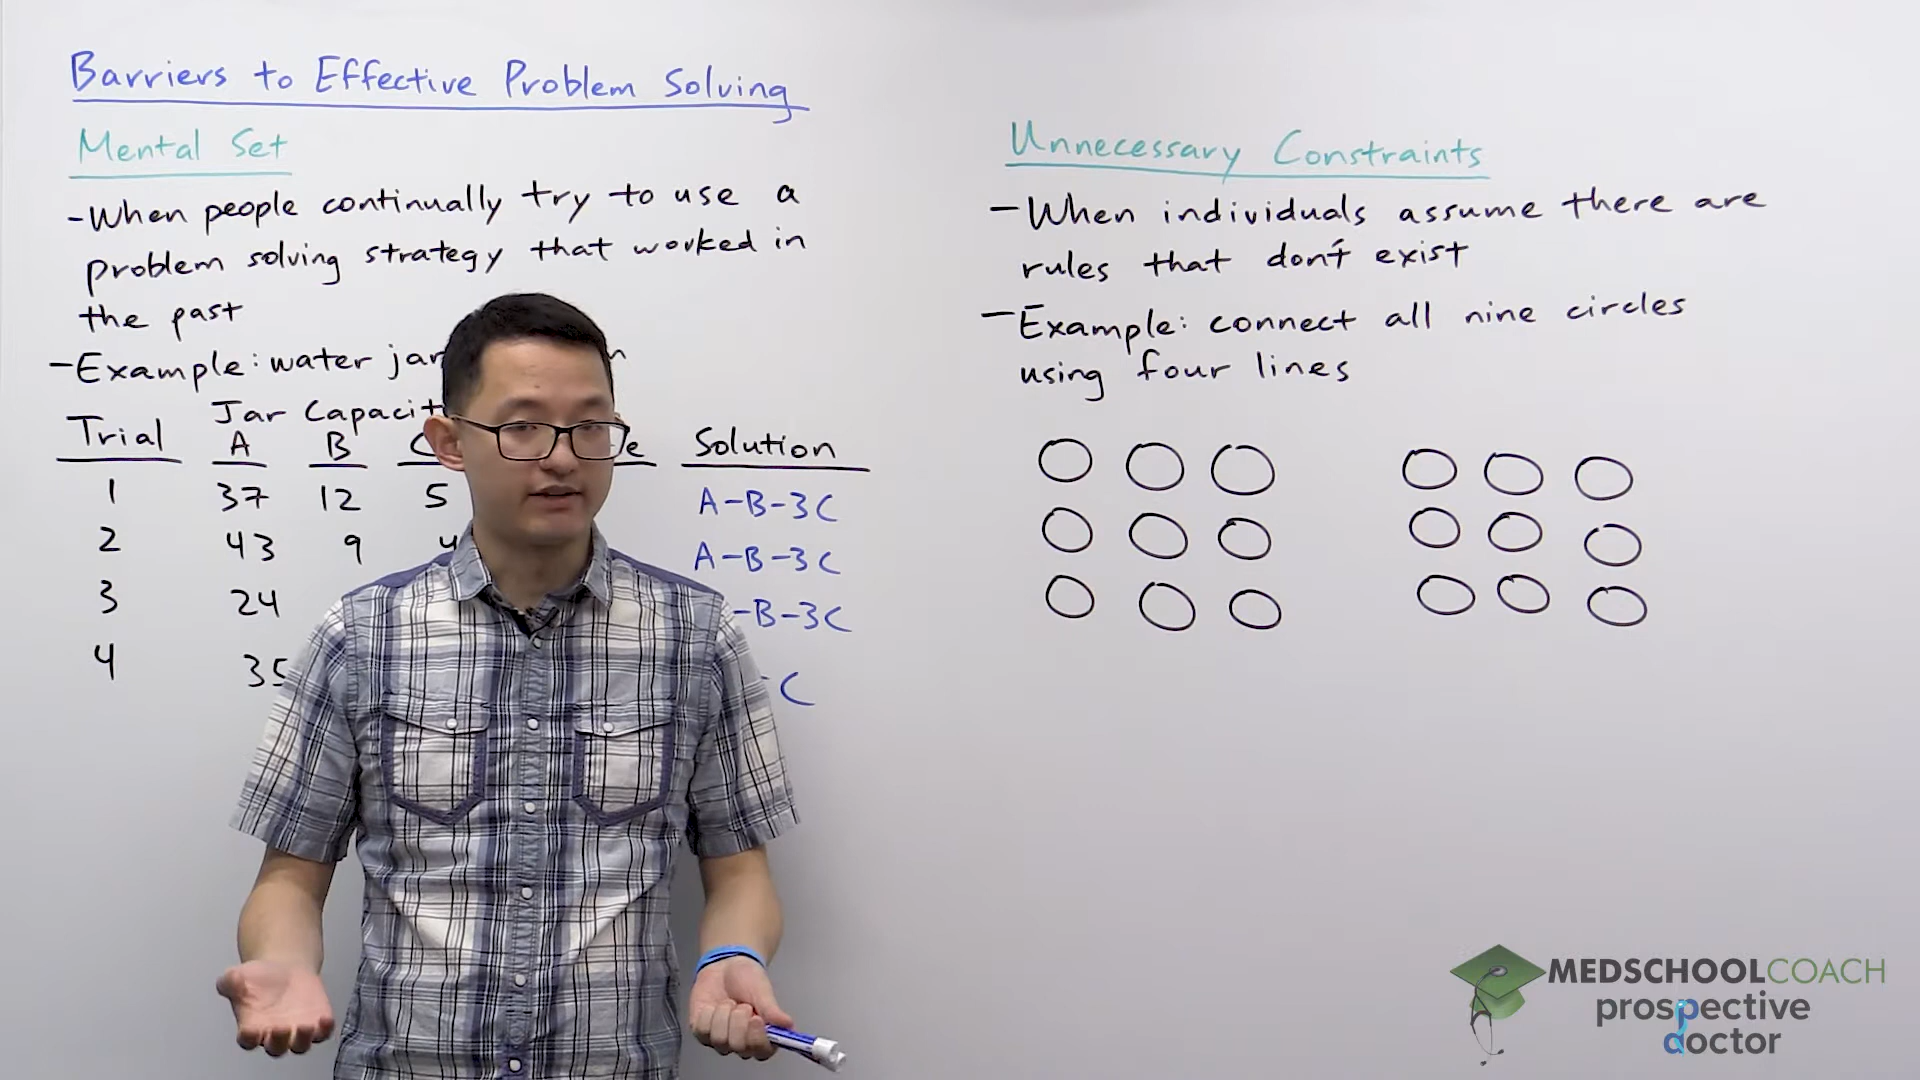 Barriers to Effective Problem Solving
Mental Set
- When people continually try to use a
problem solving strategy that worked in
the past
- Example: water jar
Jar Capacit
Trial A B C Solution
1 37 12 5 A-B-3C
2 43 9 4 A-B-3C
3 24 -B-3C
4 35 -C
Unnecessary Constraints
- When individuals assume there are
rules that don't exist
- Example: connect all nine circles
using four lines
MEDSCHOOLCOACH
prospective
doctor